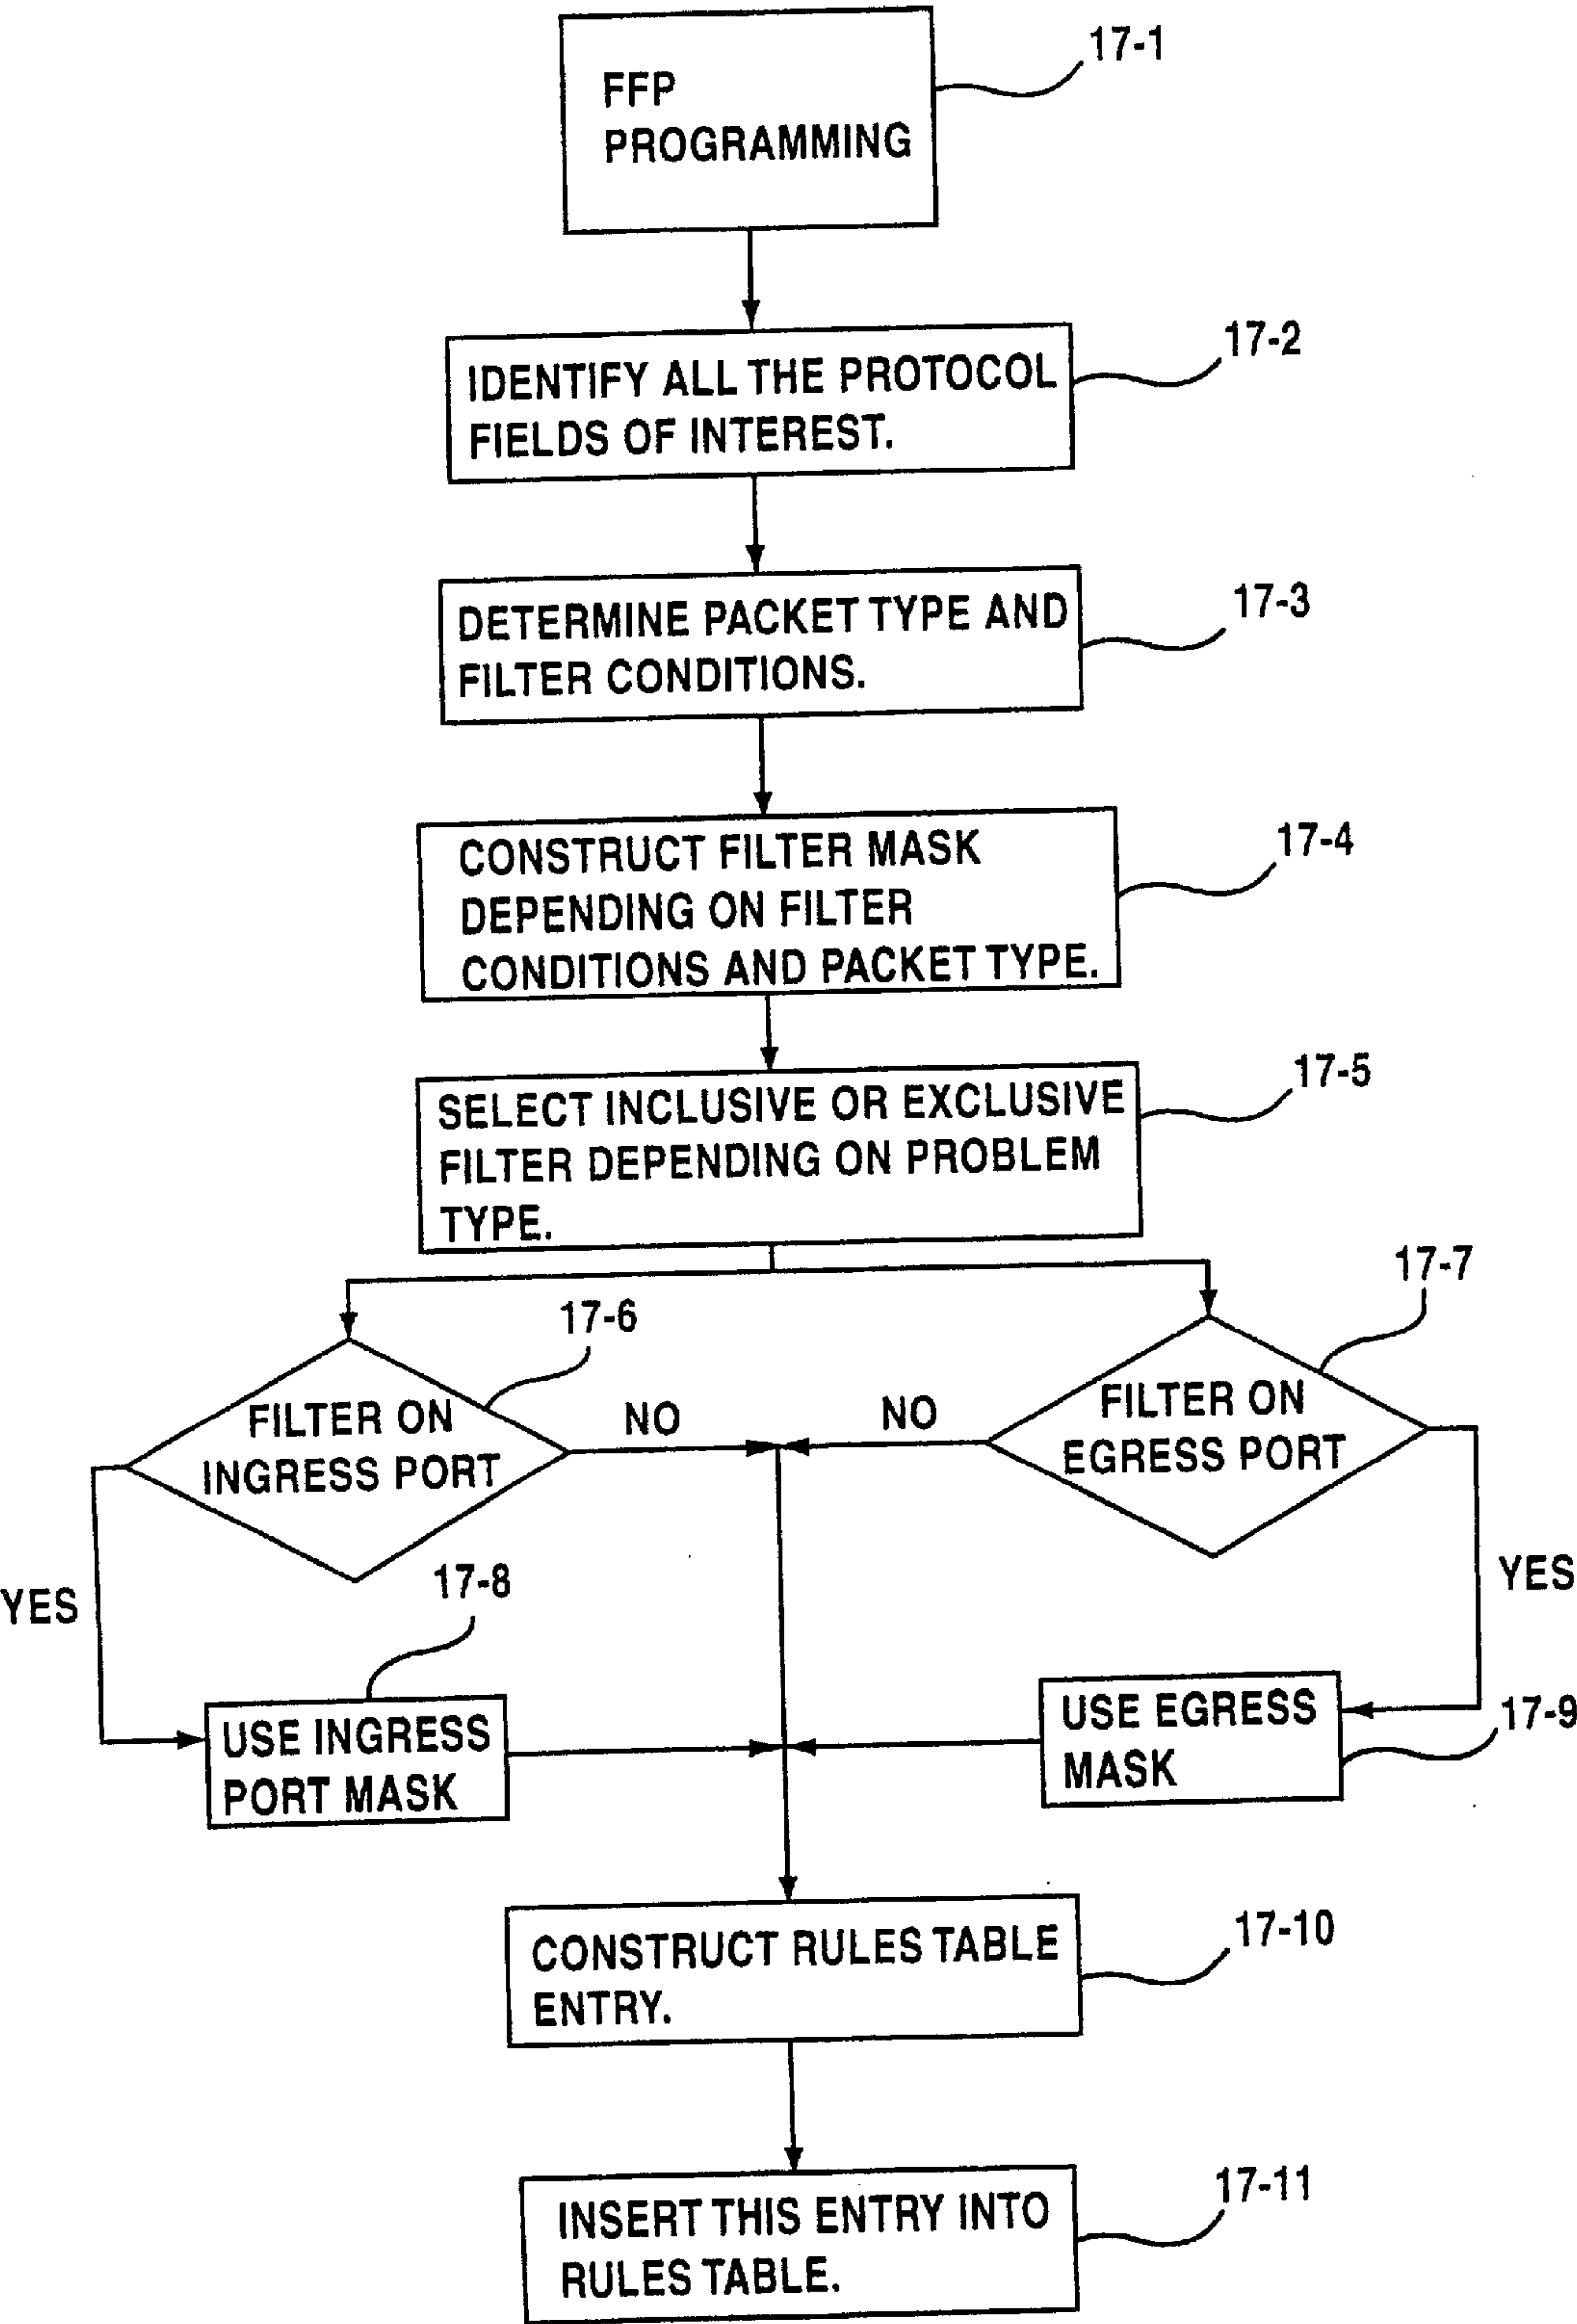 FFP
PROGRAMMING
17-1
IDENTIFY ALL THE PROTOCOL
FIELDS OF INTEREST.
17-2
DETERMINE PACKET TYPE AND
FILTER CONDITIONS.
17-3
CONSTRUCT FILTER MASK
DEPENDING ON FILTER
CONDITIONS AND PACKET TYPE.
17-4
SELECT INCLUSIVE OR EXCLUSIVE
FILTER DEPENDING ON PROBLEM
TYPE.
17-5
17-6
17-7
FILTER ON
INGRESS PORT
NO
NO
FILTER ON
EGRESS PORT
YES
YES
17-8
USE INGRESS
PORT MASK
USE EGRESS
MASK
17-9
CONSTRUCT RULES TABLE
ENTRY.
17-10
INSERT THIS ENTRY INTO
RULES TABLE.
17-11